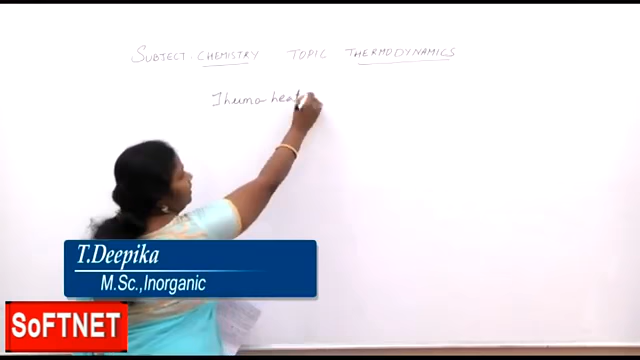 SUBJECT: CHEMISTRY TOPIC THERMODYNAMICS
Thermo heat
T.Deepika
M.Sc.,Inorganic
SoFTNET